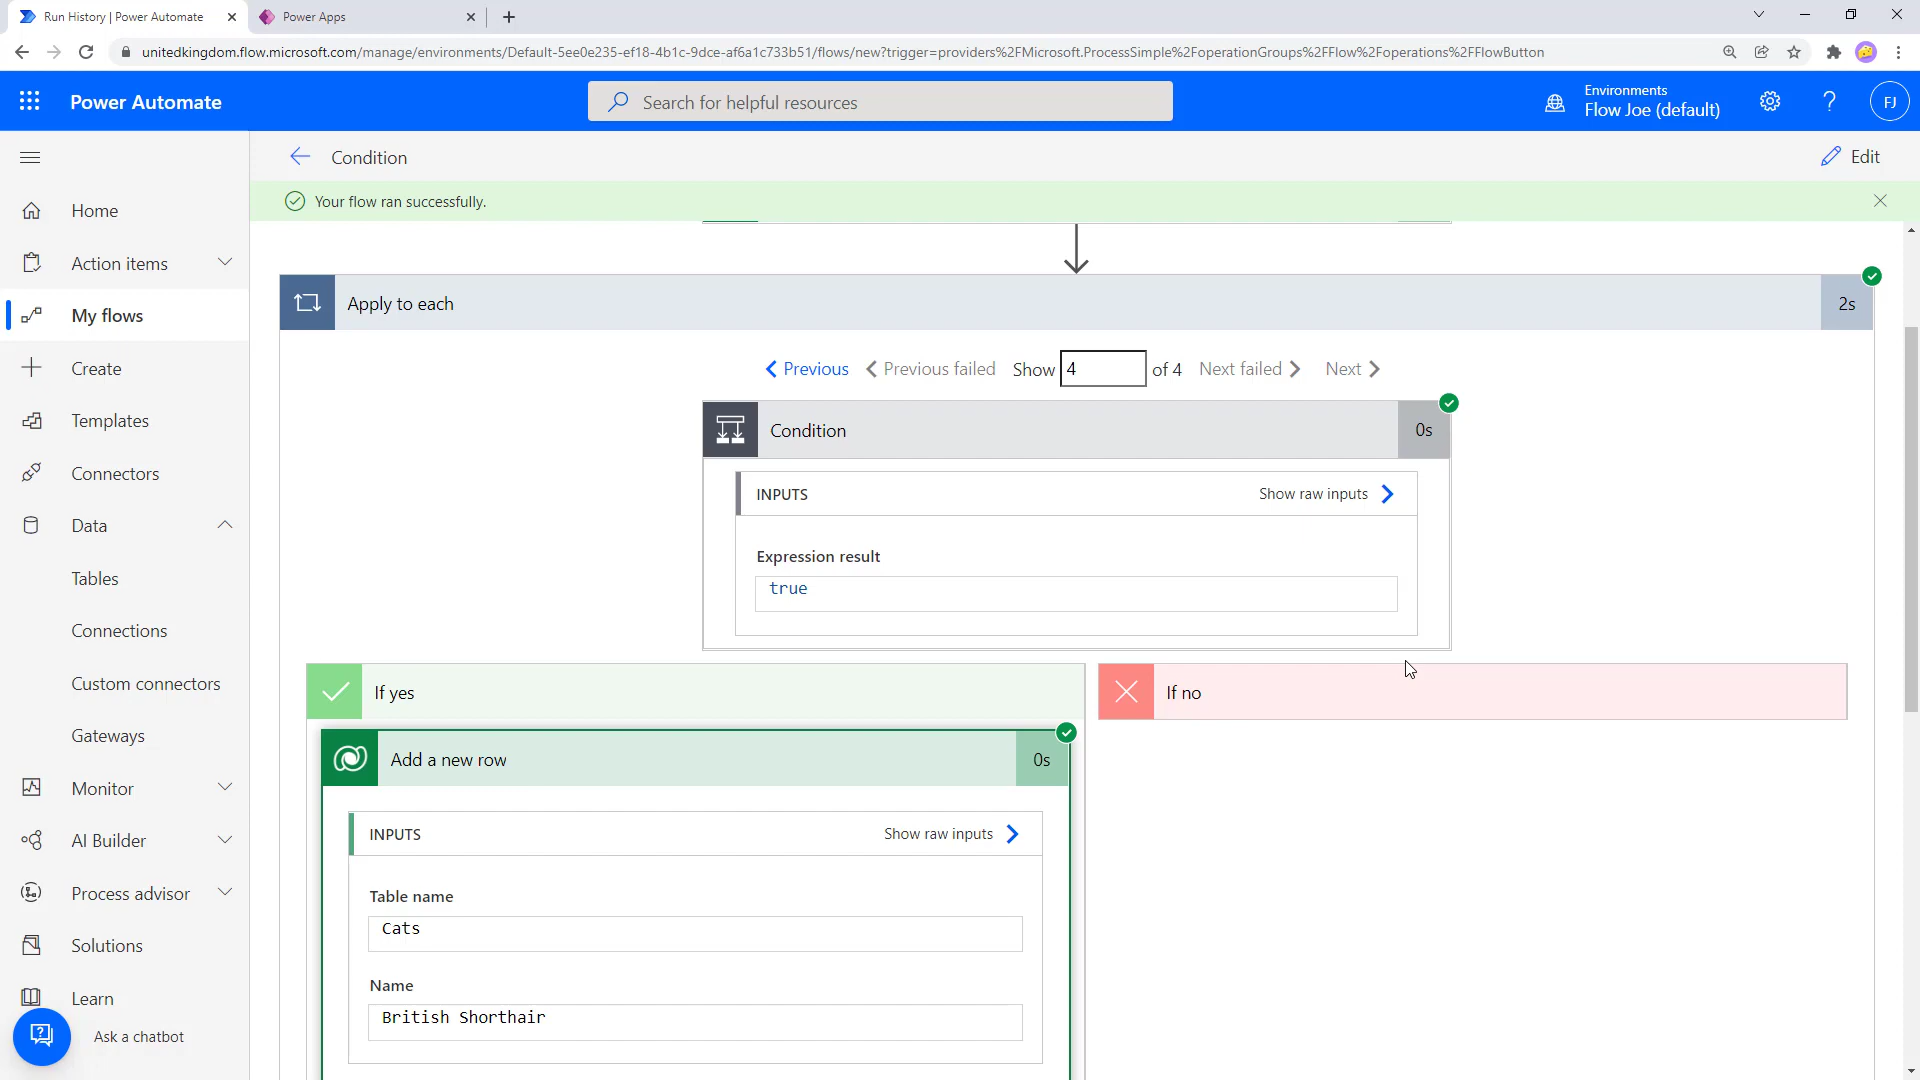 Run History | Power Automate
Power Apps
unitedkingdom.flow.microsoft.com/manage/environments/Default-5ee0e235-ef18-4b1c-9dce-af6a1c733b51/flows/new?trigger=providers%2FMicrosoft.ProcessSimple%2FoperationGroups%2FFlow%2Foperations%2FFlowButton
Power Automate
Search for helpful resources
Environments
Flow Joe (default)
?
FJ
Condition
Edit
Your flow ran successfully.
Home
Action items
My flows
Create
Templates
Connectors
Data
Tables
Connections
Custom connectors
Gateways
Monitor
AI Builder
Process advisor
Solutions
Learn
Ask a chatbot
Apply to each
2s
Previous
Previous failed
Show 4 of 4
Next failed
Next
Condition
0s
INPUTS
Show raw inputs
Expression result
true
If yes
If no
Add a new row
0s
INPUTS
Show raw inputs
Table name
Cats
Name
British Shorthair